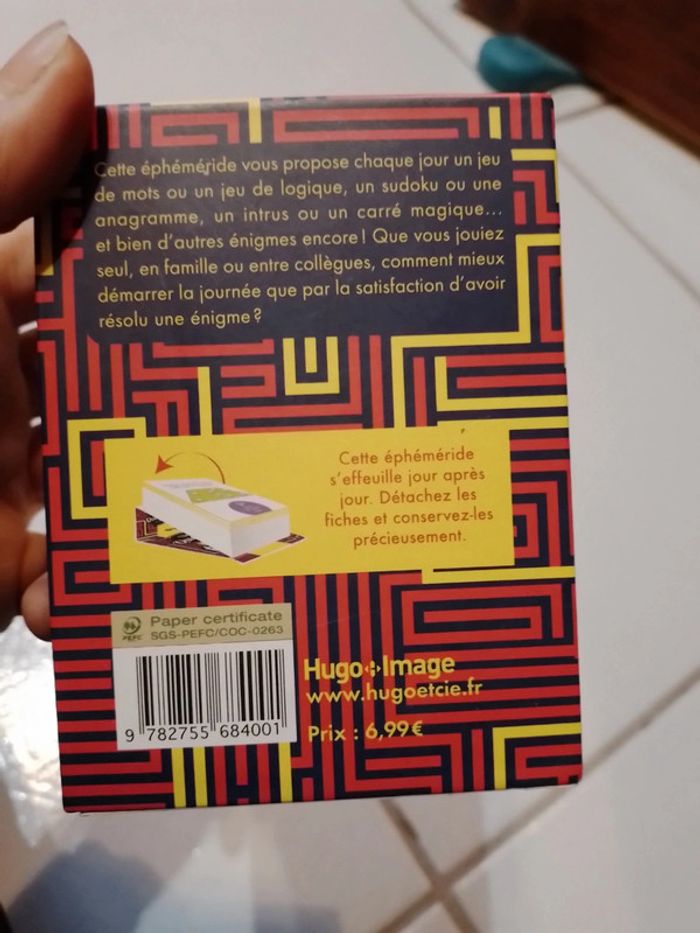 Cette éphéméride vous propose chaque jour un jeu
de mots ou un jeu de logique, un sudoku ou une
anagramme, un intrus ou un carré magique...
et bien d'autres énigmes encore ! Que vous jouiez
seul, en famille ou entre collègues, comment mieux
démarrer la journée que par la satisfaction d'avoir
résolu une énigme ?
Cette éphéméride
s'effeuille jour après
jour. Détachez les
fiches et conservez-les
précieusement.
Paper certificate
PEFC SGS-PEFC/COC-0263
9 782755 684001
Hugo Image
www.hugoetcie.fr
Prix : 6,99 €